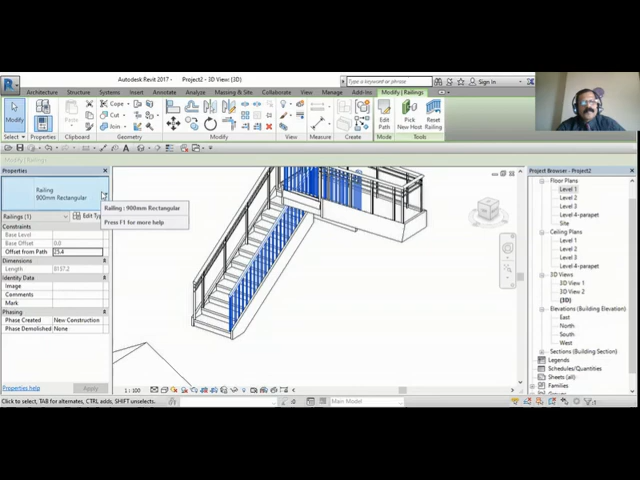 Autodesk Revit 2017 - Project2 - 3D View: {3D}
Type a keyword or phrase
Sign In
Architecture Structure Systems Insert Annotate Analyze Massing & Site Collaborate View Manage Add-Ins Modify | Railings
Modify
Cope
Cut
Join
Edit Path
Pick New Host
Reset Railing
Select Properties Clipboard Geometry Modify View Measure Create Mode Tools
Modify | Railings
Properties
Railing
900mm Rectangular
Railing : 900mm Rectangular
Press F1 for more help
Railings (1)
Edit Type
Constraints
Base Level
Base Offset 0.0
Offset from Path 25.4
Dimensions
Length 8157.2
Identity Data
Image
Comments
Mark
Phasing
Phase Created New Construction
Phase Demolished None
Properties help
Apply
Project Browser - Project2
Floor Plans
Level 1
Level 2
Level 3
Level 4-parapet
Site
Ceiling Plans
Level 1
Level 2
Level 3
Level 4-parapet
3D Views
3D View 1
3D View 2
{3D}
Elevations (Building Elevation)
East
North
South
West
Sections (Building Section)
Legends
Schedules/Quantities
Sheets (all)
Families
1 : 100
Click to select, TAB for alternates, CTRL adds, SHIFT unselects.
Main Model